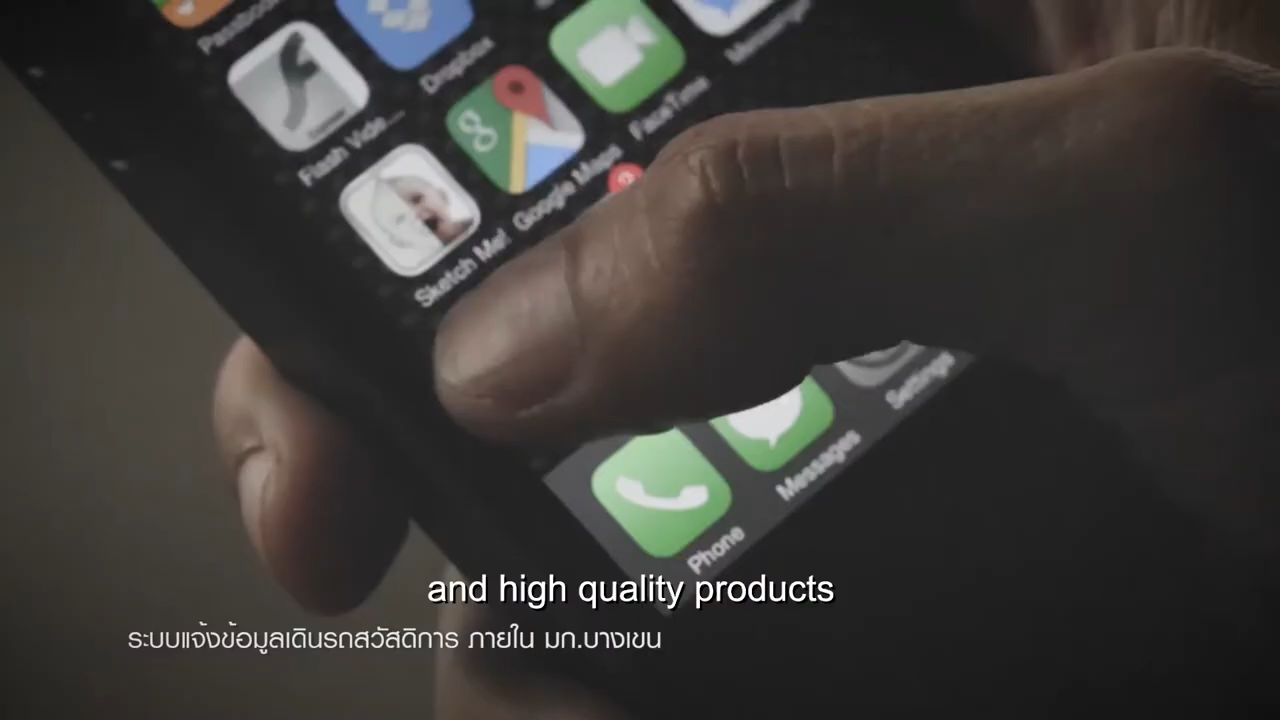 Passbook
Dropbox
Messenger
Flash Vide...
Google Maps
FaceTime
Sketch Me!
Settings
Messages
Phone
and high quality products
ระบบแจ้งข้อมูลเดินรถสวัสดิการ ภายใน มก.บางเขน